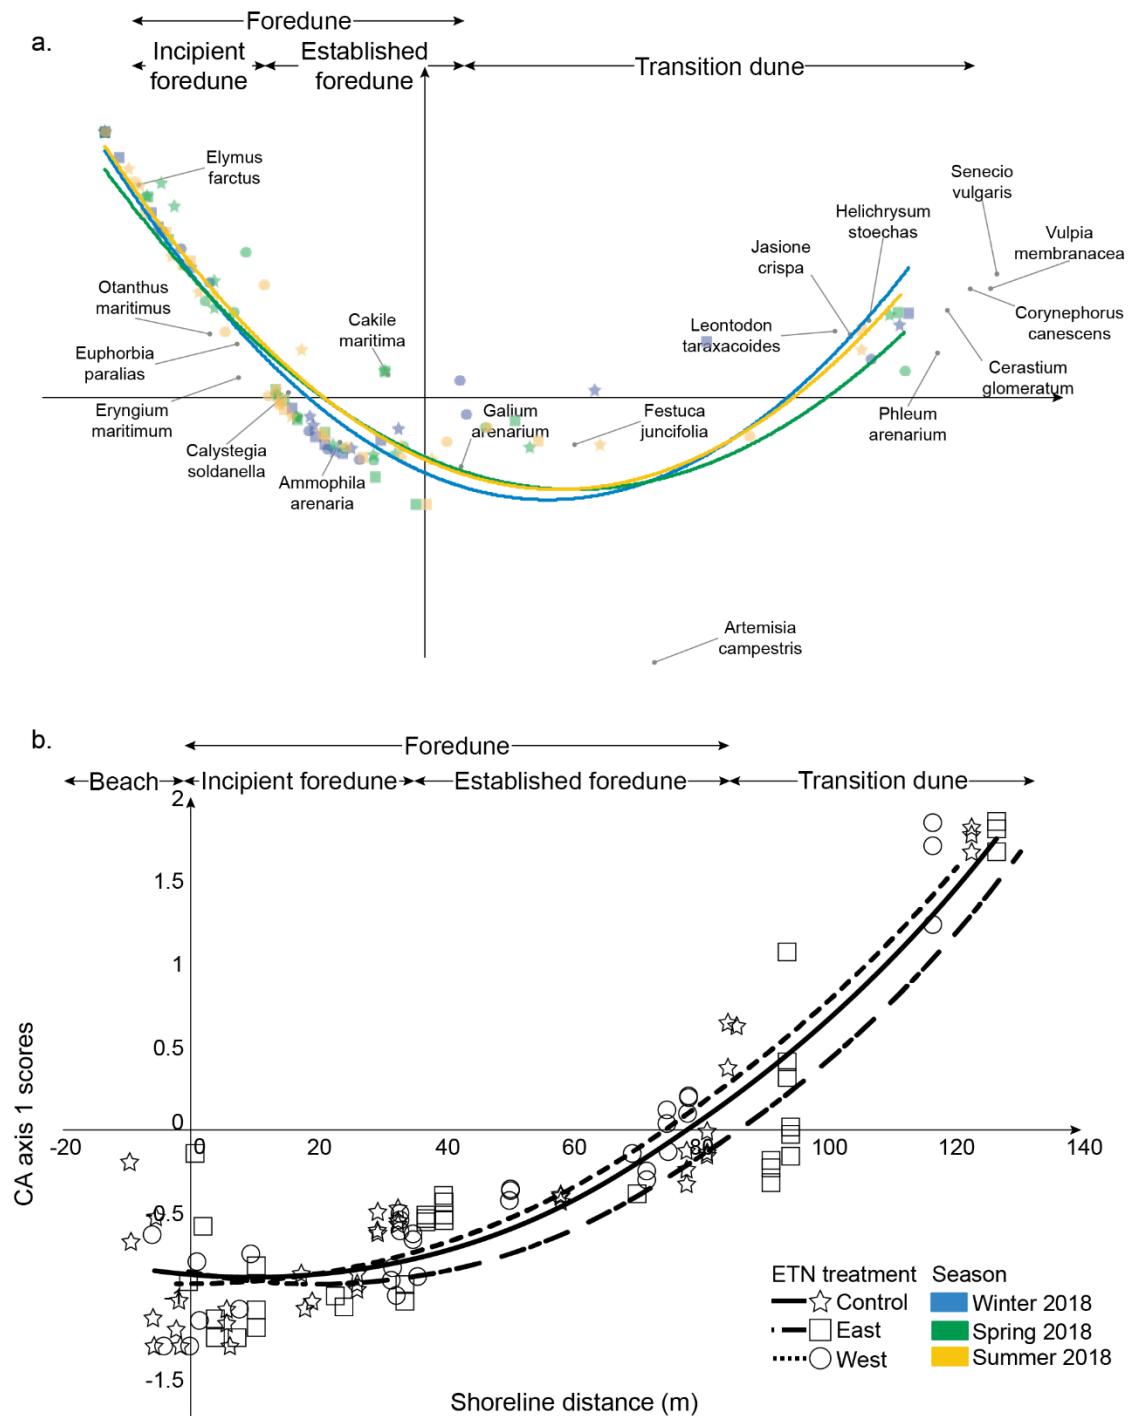 a.
Foredune
Incipient
foredune
Established
foredune
Transition dune
Elymus
farctus
Senecio
vulgaris
Helichrysum
stoechas
Vulpia
membranacea
Jasione
crispa
Otanthus
maritimus
Cakile
maritima
Leontodon
taraxacoides
Corynephorus
canescens
Euphorbia
paralias
Cerastium
glomeratum
Eryngium
maritimum
Galium
arenarium
Festuca
juncifolia
Phleum
arenarium
Calystegia
soldanella
Ammophila
arenaria
Artemisia
campestris
b.
Foredune
Beach
Incipient foredune
Established foredune
Transition dune
2
1.5
1
0.5
0
-20 0 20 40 60 80 100 120 140
-0.5
-1.5
CA axis 1 scores
Shoreline distance (m)
ETN treatment
Control
East
West
Season
Winter 2018
Spring 2018
Summer 2018